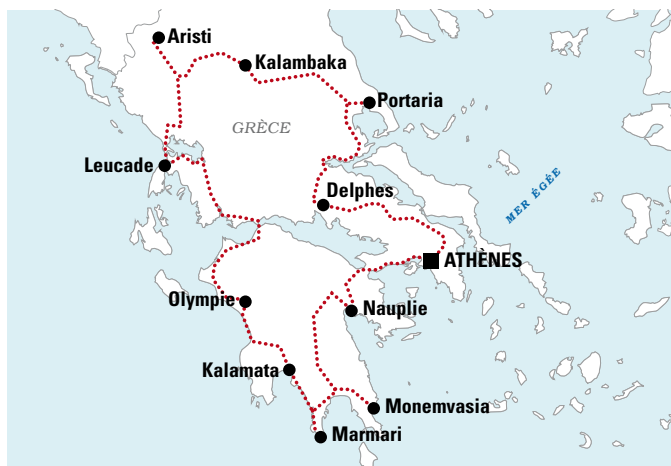 Aristi
Kalambaka
Portaria
GRÈCE
Leucade
Delphes
MER ÉGÉE
ATHÈNES
Olympie
Nauplie
Kalamata
Monemvasia
Marmari